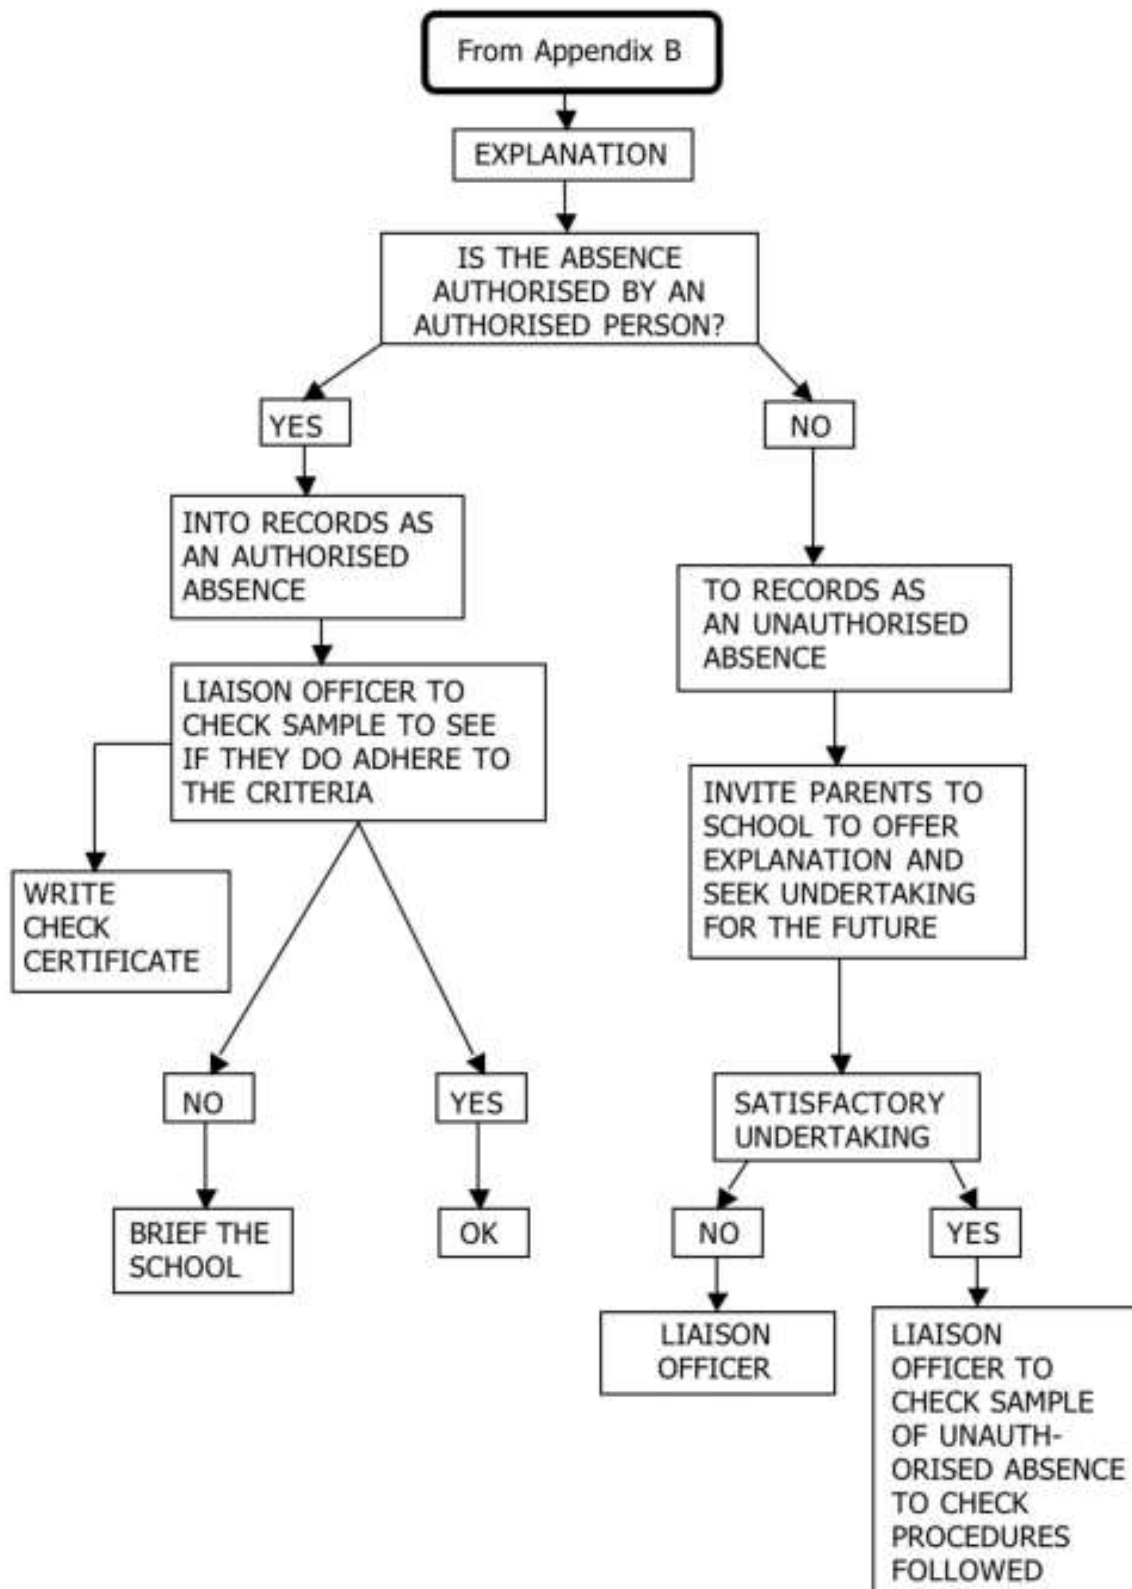 From Appendix B
EXPLANATION
IS THE ABSENCE
AUTHORISED BY AN
AUTHORISED PERSON?
YES
NO
INTO RECORDS AS
AN AUTHORISED
ABSENCE
TO RECORDS AS
AN UNAUTHORISED
ABSENCE
LIAISON OFFICER TO
CHECK SAMPLE TO SEE
IF THEY DO ADHERE TO
THE CRITERIA
INVITE PARENTS TO
SCHOOL TO OFFER
EXPLANATION AND
SEEK UNDERTAKING
FOR THE FUTURE
WRITE
CHECK
CERTIFICATE
NO
YES
SATISFACTORY
UNDERTAKING
BRIEF THE
SCHOOL
OK
NO
YES
LIAISON
OFFICER
LIAISON
OFFICER TO
CHECK SAMPLE
OF UNAUTH-
ORISED ABSENCE
TO CHECK
PROCEDURES
FOLLOWED